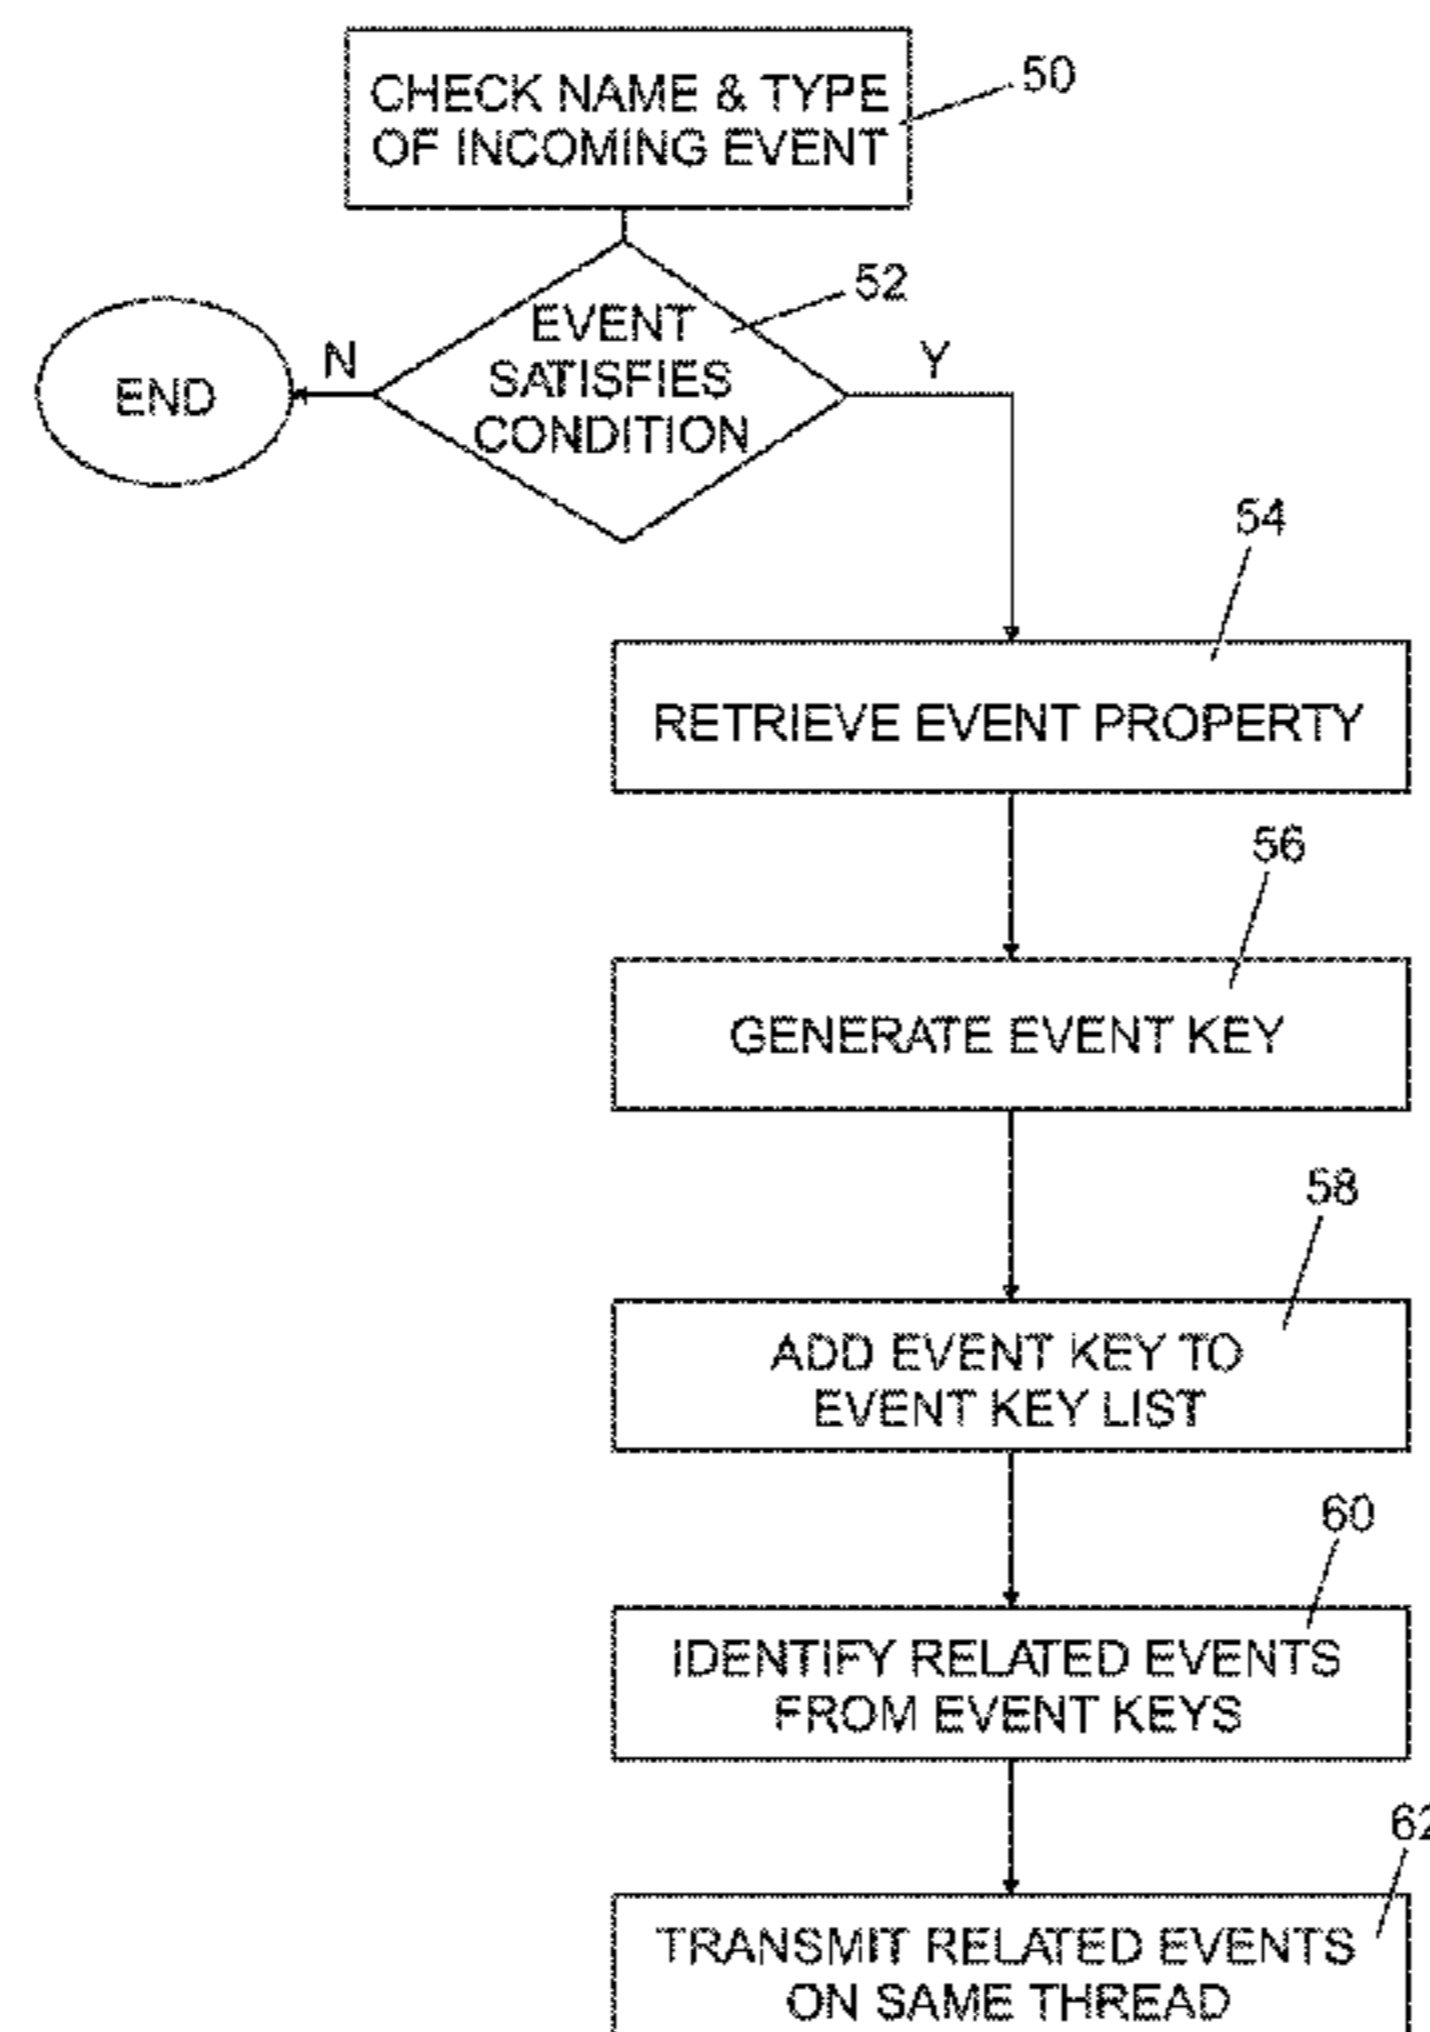 CHECK NAME & TYPE
OF INCOMING EVENT
50
52
EVENT
SATISFIES
CONDITION
N
Y
END
54
RETRIEVE EVENT PROPERTY
56
GENERATE EVENT KEY
58
ADD EVENT KEY TO
EVENT KEY LIST
60
IDENTIFY RELATED EVENTS
FROM EVENT KEYS
62
TRANSMIT RELATED EVENTS
ON SAME THREAD